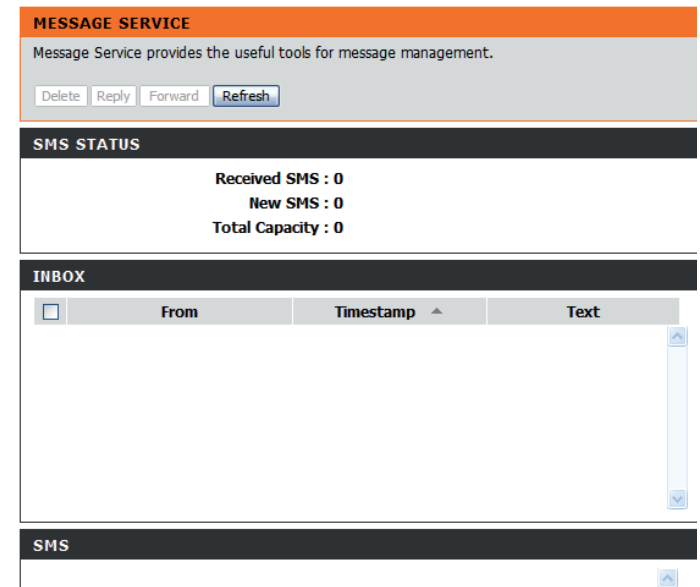 MESSAGE SERVICE
Message Service provides the useful tools for message management.
Delete Reply Forward Refresh
SMS STATUS
Received SMS : 0
New SMS : 0
Total Capacity : 0
INBOX
From Timestamp Text
SMS